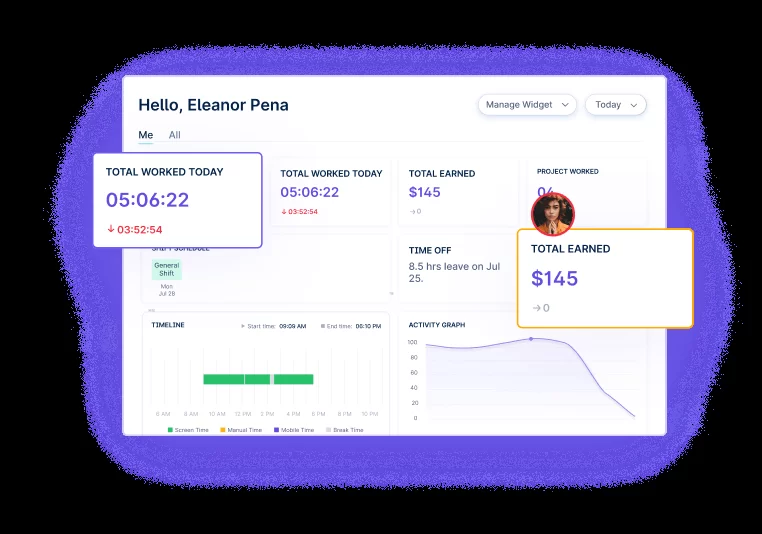 Hello, Eleanor Pena
Manage Widget
Today
Me
All
TOTAL WORKED TODAY
05:06:22
↓ 03:52:54
TOTAL WORKED TODAY
05:06:22
↓ 03:52:54
TOTAL EARNED
$145
→ 0
PROJECT WORKED
04
TOTAL EARNED
$145
→ 0
SHIFT SCHEDULE
General
Shift
Mon
Jul 28
TIME OFF
8.5 hrs leave on Jul
25.
TIMELINE
Start time: 09:09 AM
End time: 06:10 PM
6 AM 8 AM 10 AM 12 PM 2 PM 4 PM 6 PM 8 PM 10 PM
Screen Time
Manual Time
Mobile Time
Break Time
ACTIVITY GRAPH
100
80
60
40
20
0